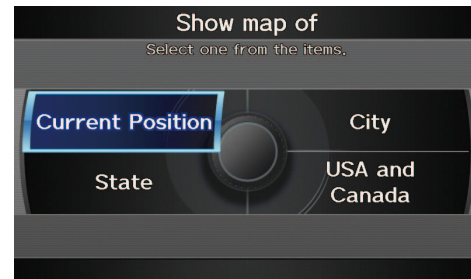 Show map of
Select one from the items.
Current Position
City
State
USA and
Canada